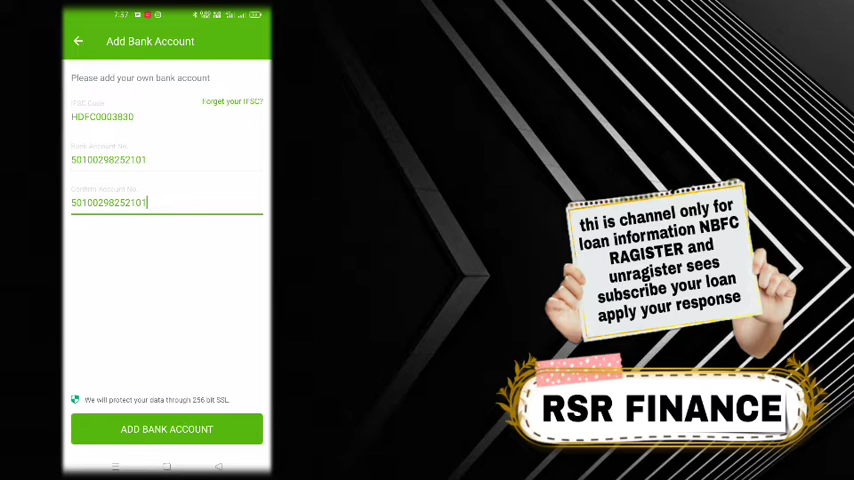 7:37
Add Bank Account
Please add your own bank account
IFSC Code
Forget your IFSC?
HDFC0003830
Bank Account No.
50100298252101
Confirm Account No.
50100298252101
We will protect your data through 256 bit SSL.
ADD BANK ACCOUNT
thi is channel only for
loan information NBFC
RAGISTER and
unragister sees
subscribe your loan
apply your response
RSR FINANCE